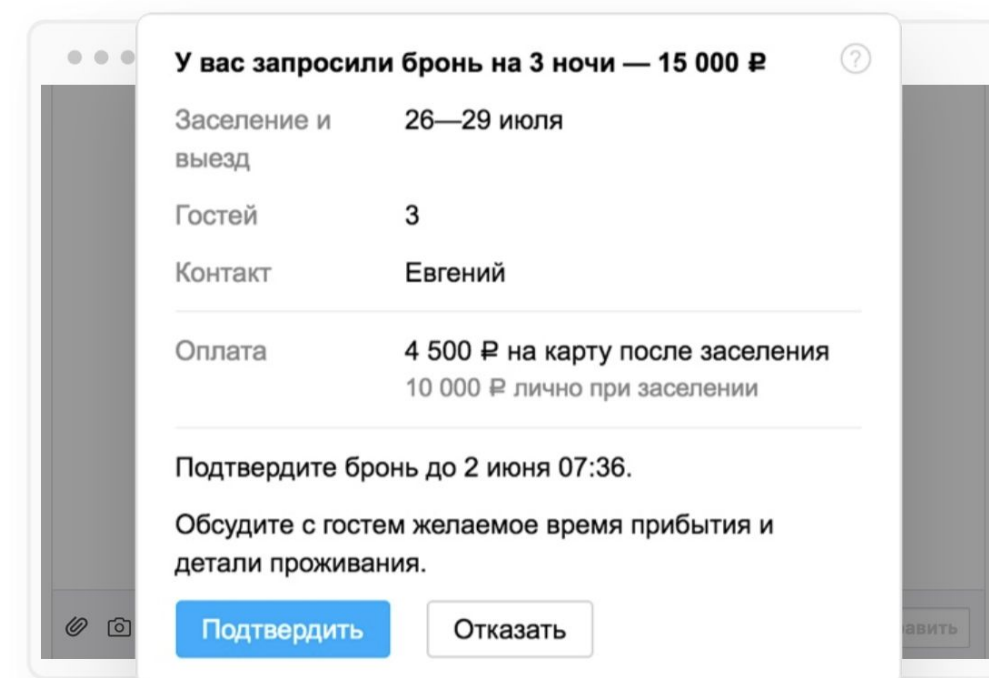 У вас запросили бронь на 3 ночи — 15 000 ₽
?
Заселение и
выезд
26—29 июля
Гостей
3
Контакт
Евгений
Оплата
4 500 ₽ на карту после заселения
10 000 ₽ лично при заселении
Подтвердите бронь до 2 июня 07:36.
Обсудите с гостем желаемое время прибытия и
детали проживания.
Подтвердить
Отказать
авить